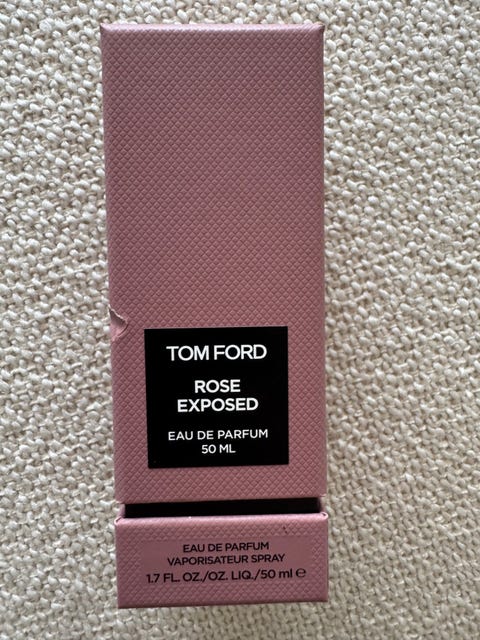 TOM FORD
ROSE
EXPOSED
EAU DE PARFUM
50 ML
EAU DE PARFUM
VAPORISATEUR SPRAY
1.7 FL. OZ./OZ. LIQ./50 ml ℮